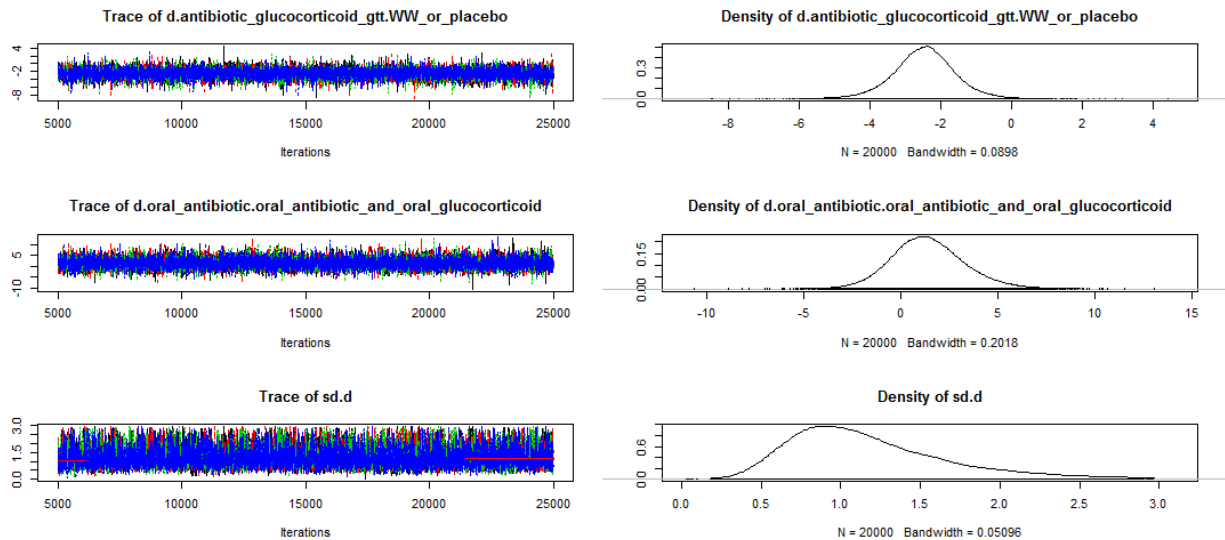 Trace of d.antibiotic_glucocorticoid_gtt.WW_or_placebo
4
-2
-8
5000 10000 15000 20000 25000
Iterations
Density of d.antibiotic_glucocorticoid_gtt.WW_or_placebo
0.3
0.0
-8 -6 -4 -2 0 2 4
N = 20000 Bandwidth = 0.0898
Trace of d.oral_antibiotic.oral_antibiotic_and_oral_glucocorticoid
5
-10
5000 10000 15000 20000 25000
Iterations
Density of d.oral_antibiotic.oral_antibiotic_and_oral_glucocorticoid
0.15
0.00
-10 -5 0 5 10 15
N = 20000 Bandwidth = 0.2018
Trace of sd.d
3.0
1.5
0.0
5000 10000 15000 20000 25000
Iterations
Density of sd.d
0.6
0.0
0.0 0.5 1.0 1.5 2.0 2.5 3.0
N = 20000 Bandwidth = 0.05096